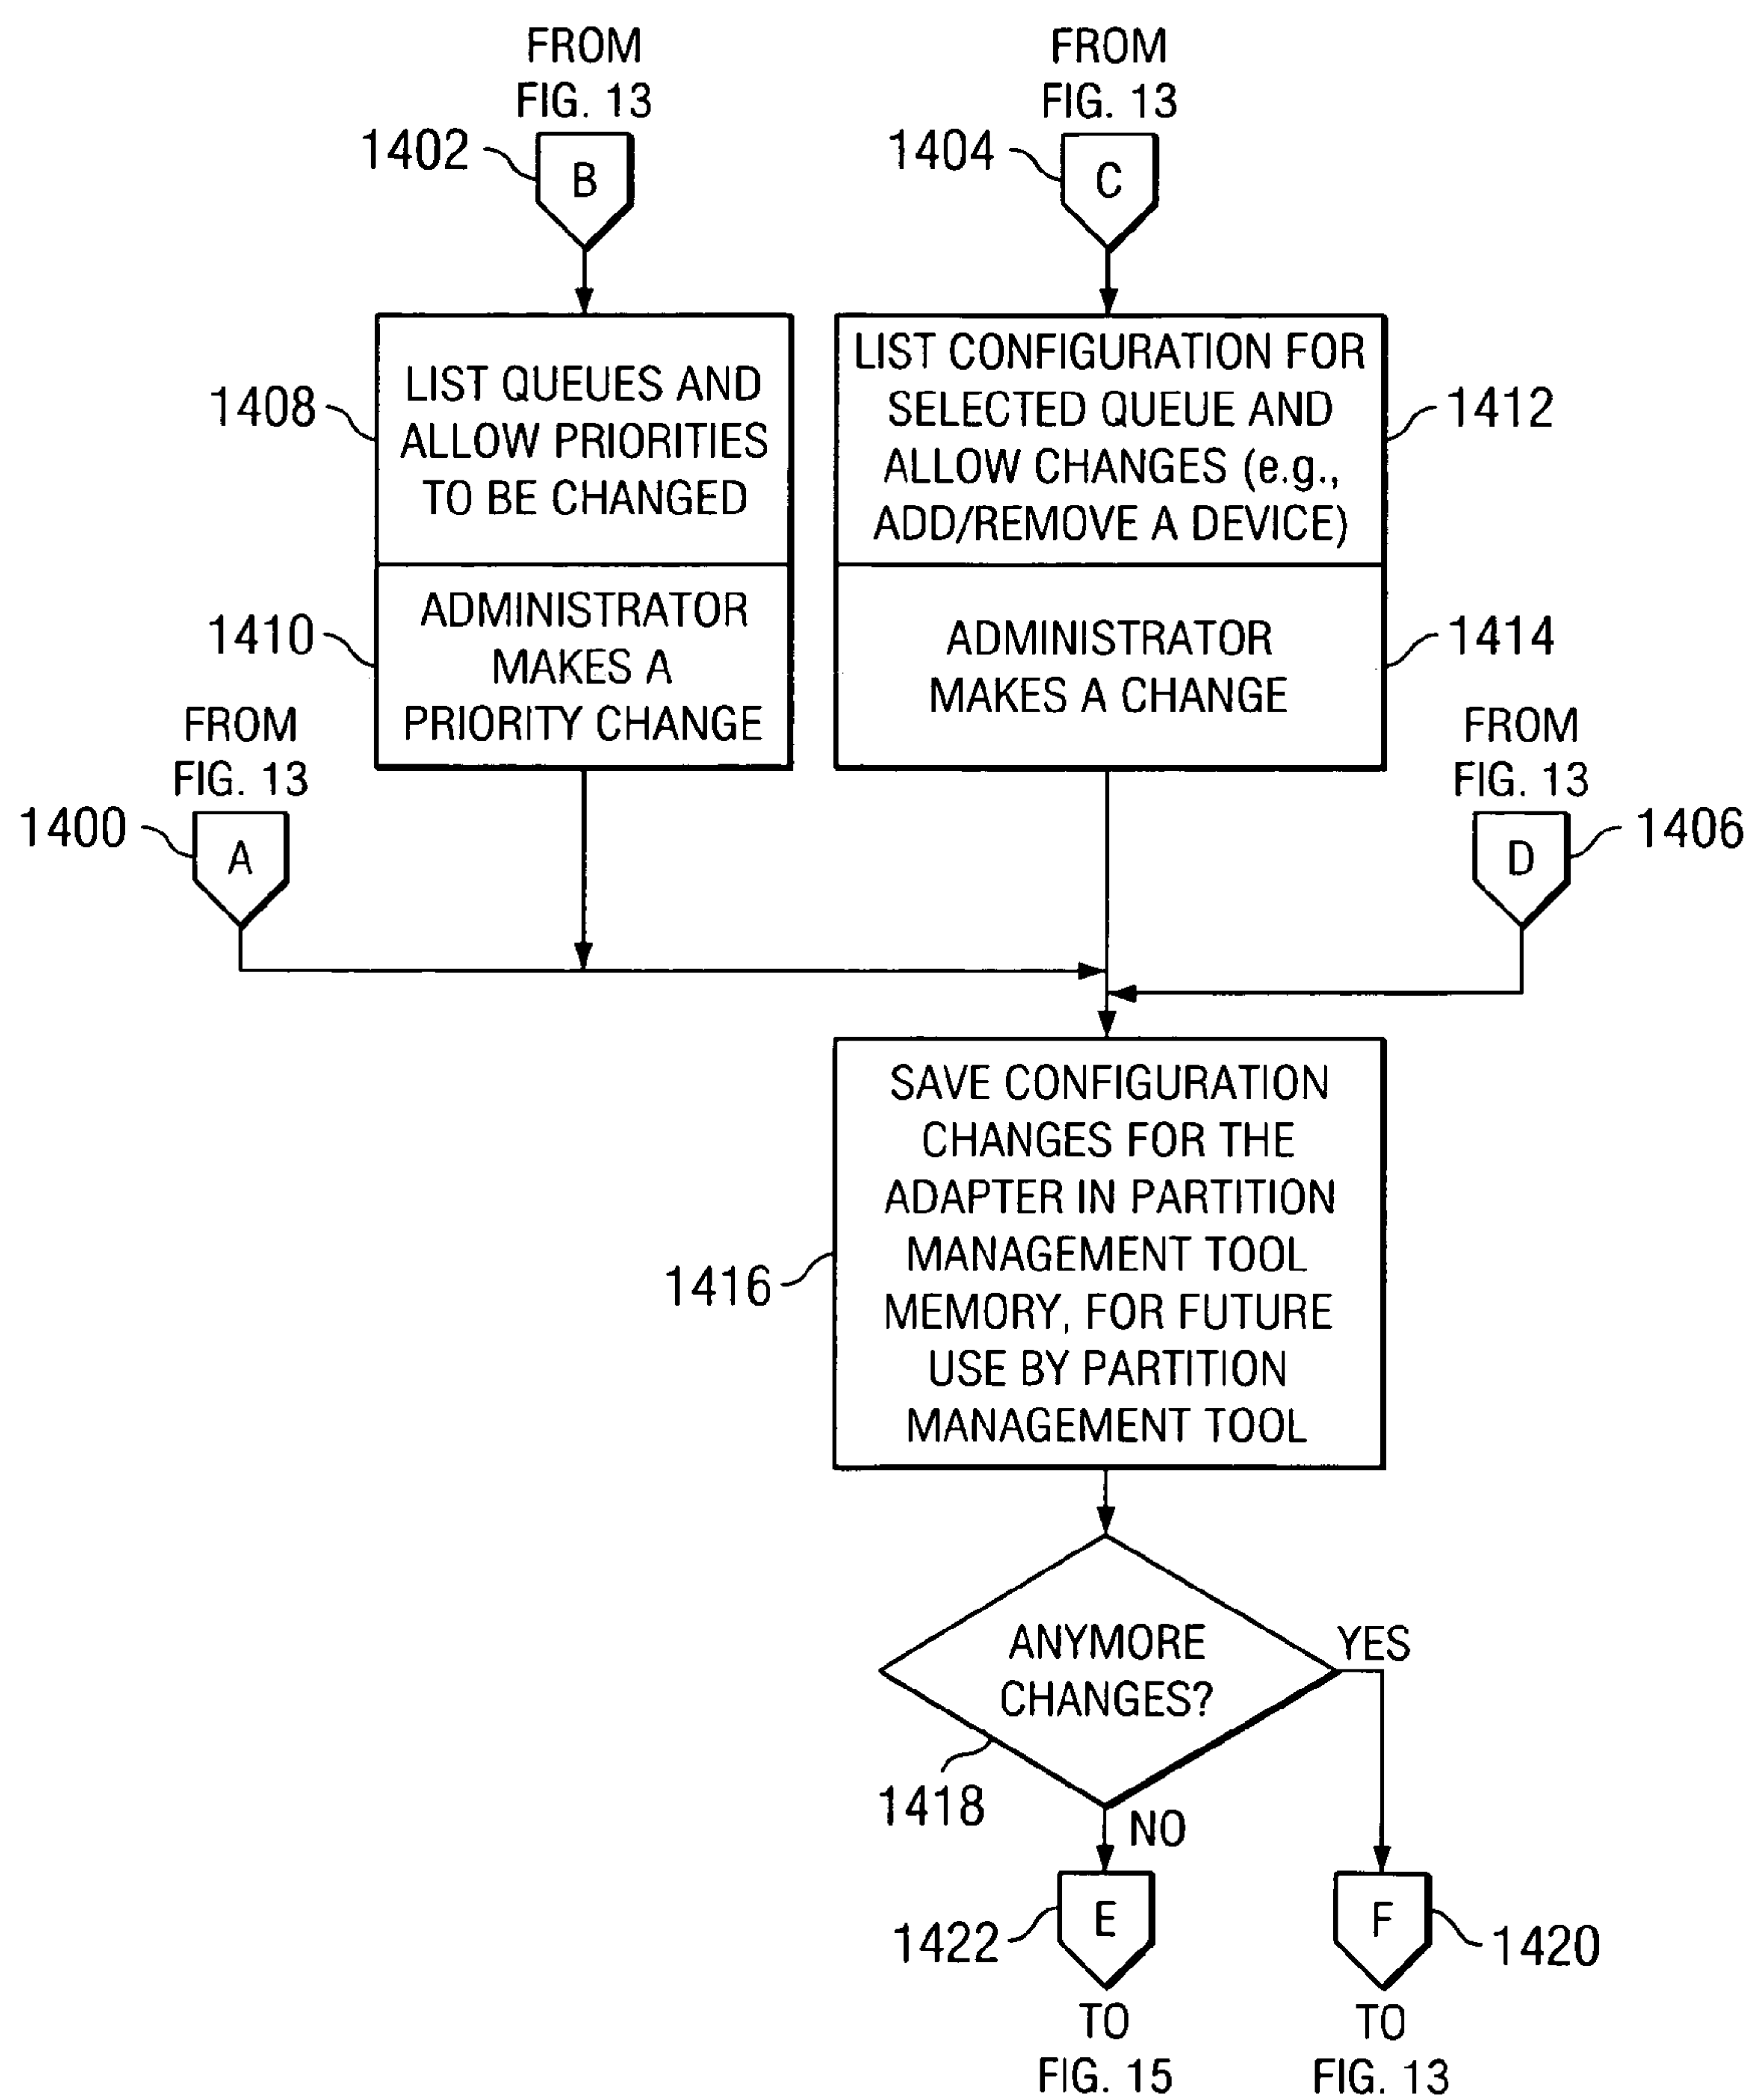 FROM
FIG. 13
1402
B
FROM
FIG. 13
1404
C
1408
LIST QUEUES AND
ALLOW PRIORITIES
TO BE CHANGED
LIST CONFIGURATION FOR
SELECTED QUEUE AND
ALLOW CHANGES (e.g.,
ADD/REMOVE A DEVICE)
1412
1410
ADMINISTRATOR
MAKES A
PRIORITY CHANGE
ADMINISTRATOR
MAKES A CHANGE
1414
FROM
FIG. 13
1400
A
FROM
FIG. 13
D
1406
1416
SAVE CONFIGURATION
CHANGES FOR THE
ADAPTER IN PARTITION
MANAGEMENT TOOL
MEMORY, FOR FUTURE
USE BY PARTITION
MANAGEMENT TOOL
ANYMORE
CHANGES?
YES
1418
NO
1422
E
F
1420
TO
FIG. 15
TO
FIG. 13